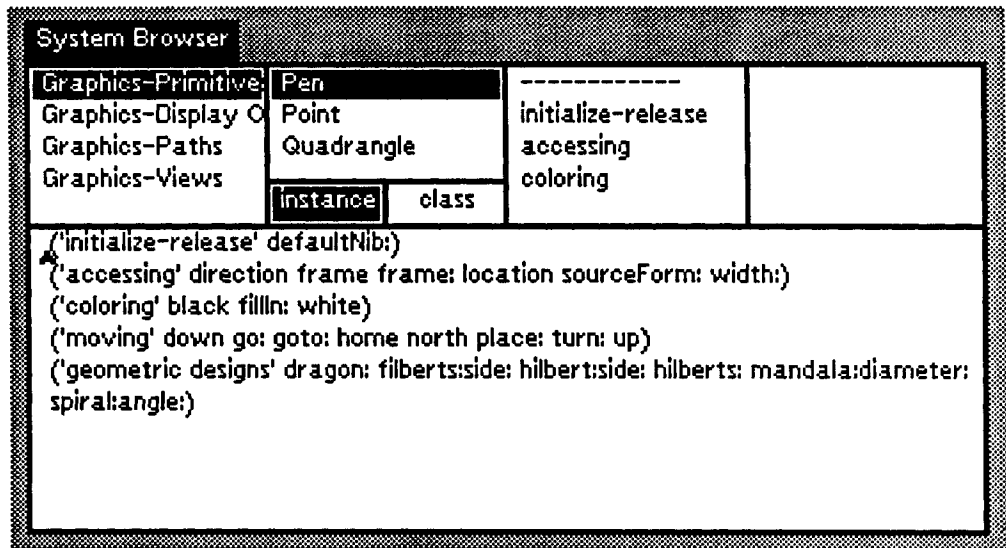 System Browser
Graphics-Primitive
Graphics-Display O
Graphics-Paths
Graphics-Views
Pen
Point
Quadrangle
instance class
-------------
initialize-release
accessing
coloring
('initialize-release' defaultNib:)
('accessing' direction frame frame: location sourceForm: width:)
('coloring' black fillIn: white)
('moving' down go: goto: home north place: turn: up)
('geometric designs' dragon: filberts:side: hilbert:side: hilberts: mandala:diameter:
spiral:angle:)